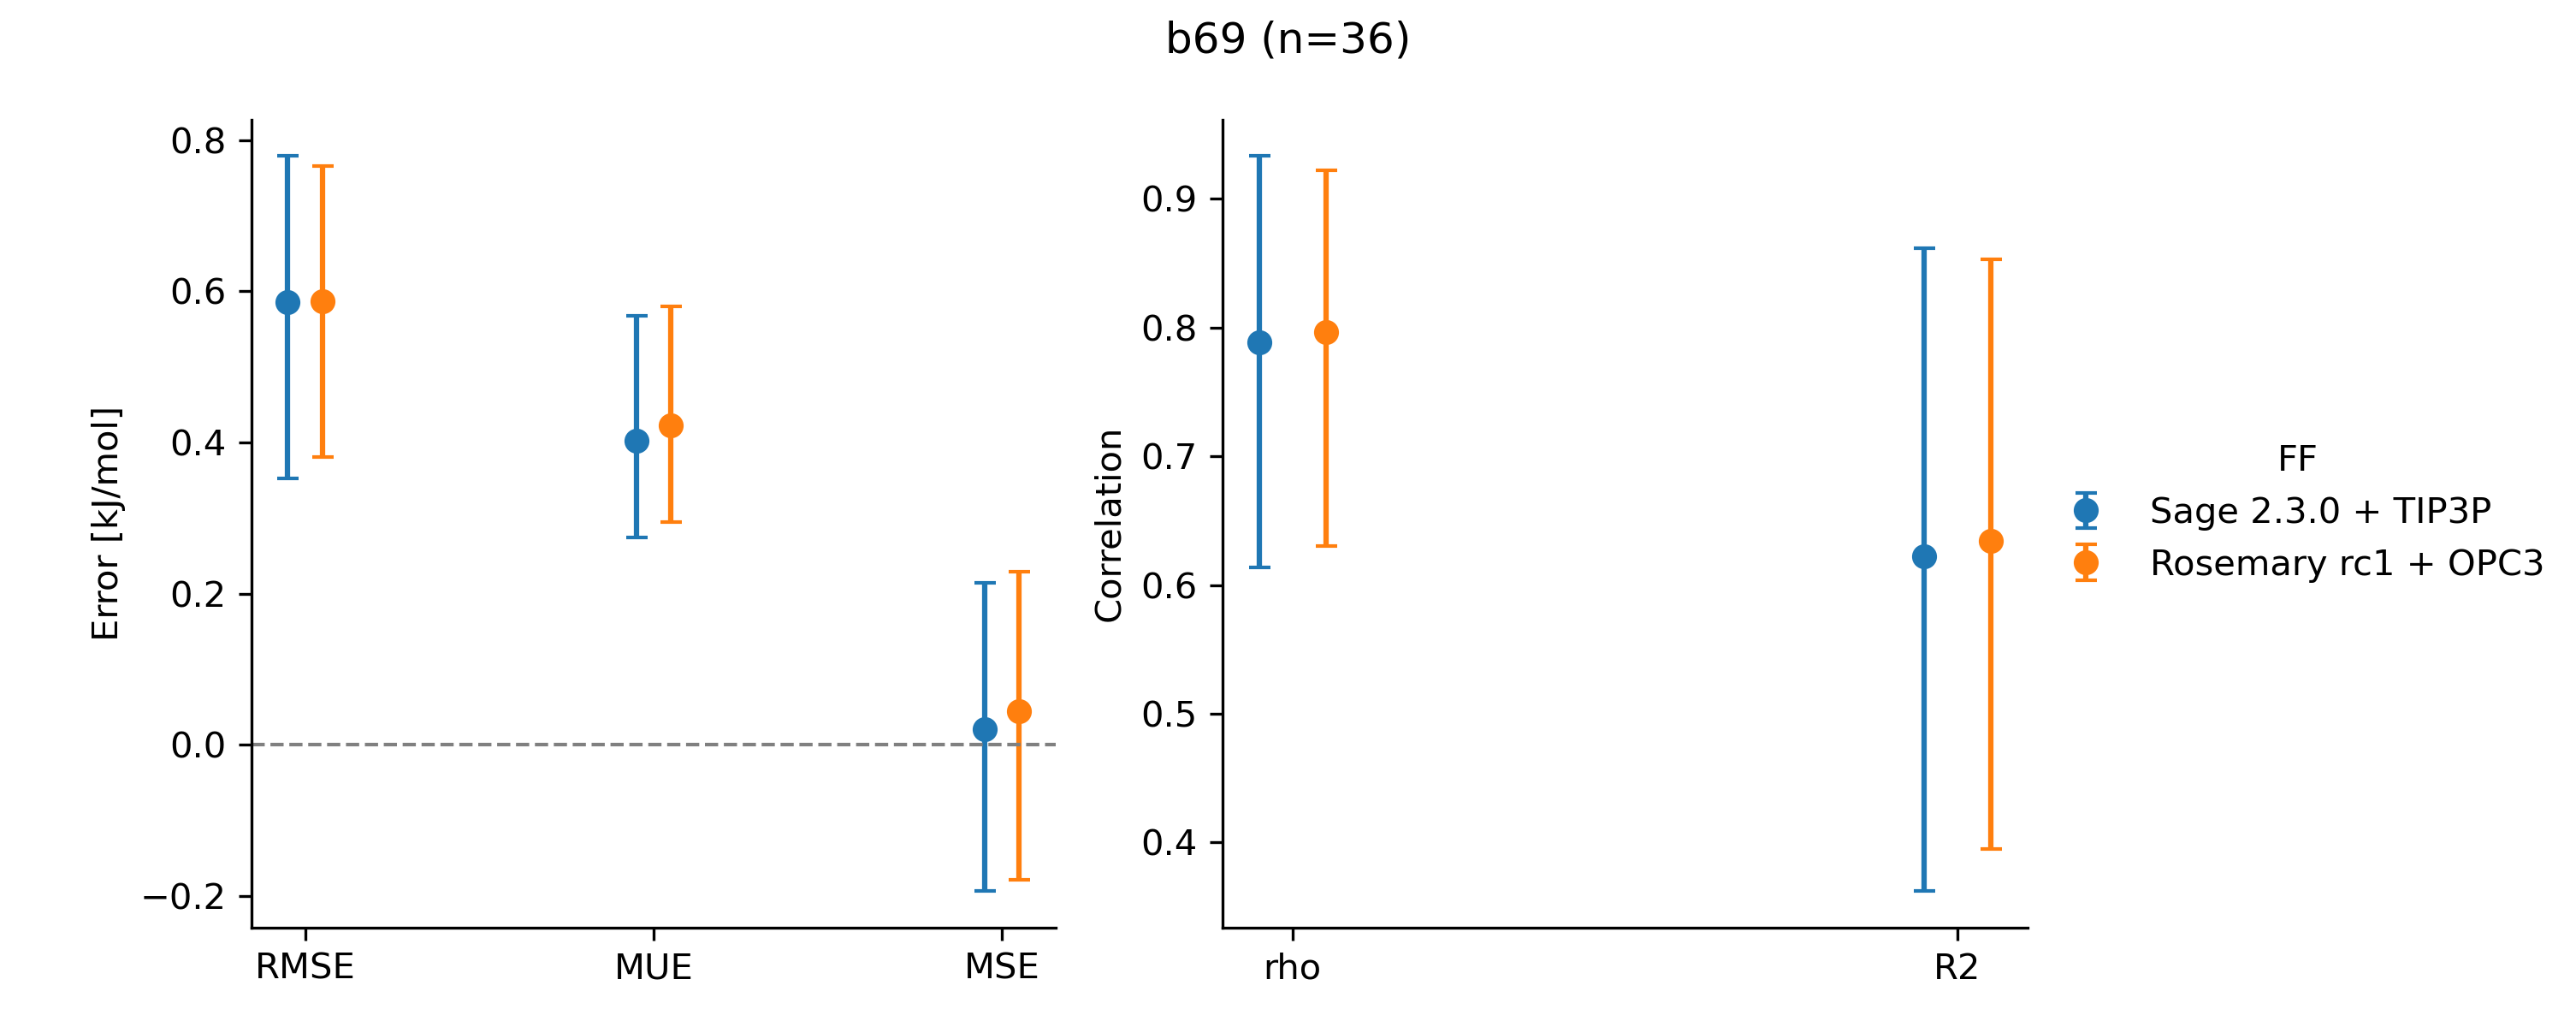 b69 (n=36)
Error [kJ/mol]
0.8
0.6
0.4
0.2
0.0
−0.2
RMSE
MUE
MSE
Correlation
0.9
0.8
0.7
0.6
0.5
0.4
rho
R2
FF
Sage 2.3.0 + TIP3P
Rosemary rc1 + OPC3